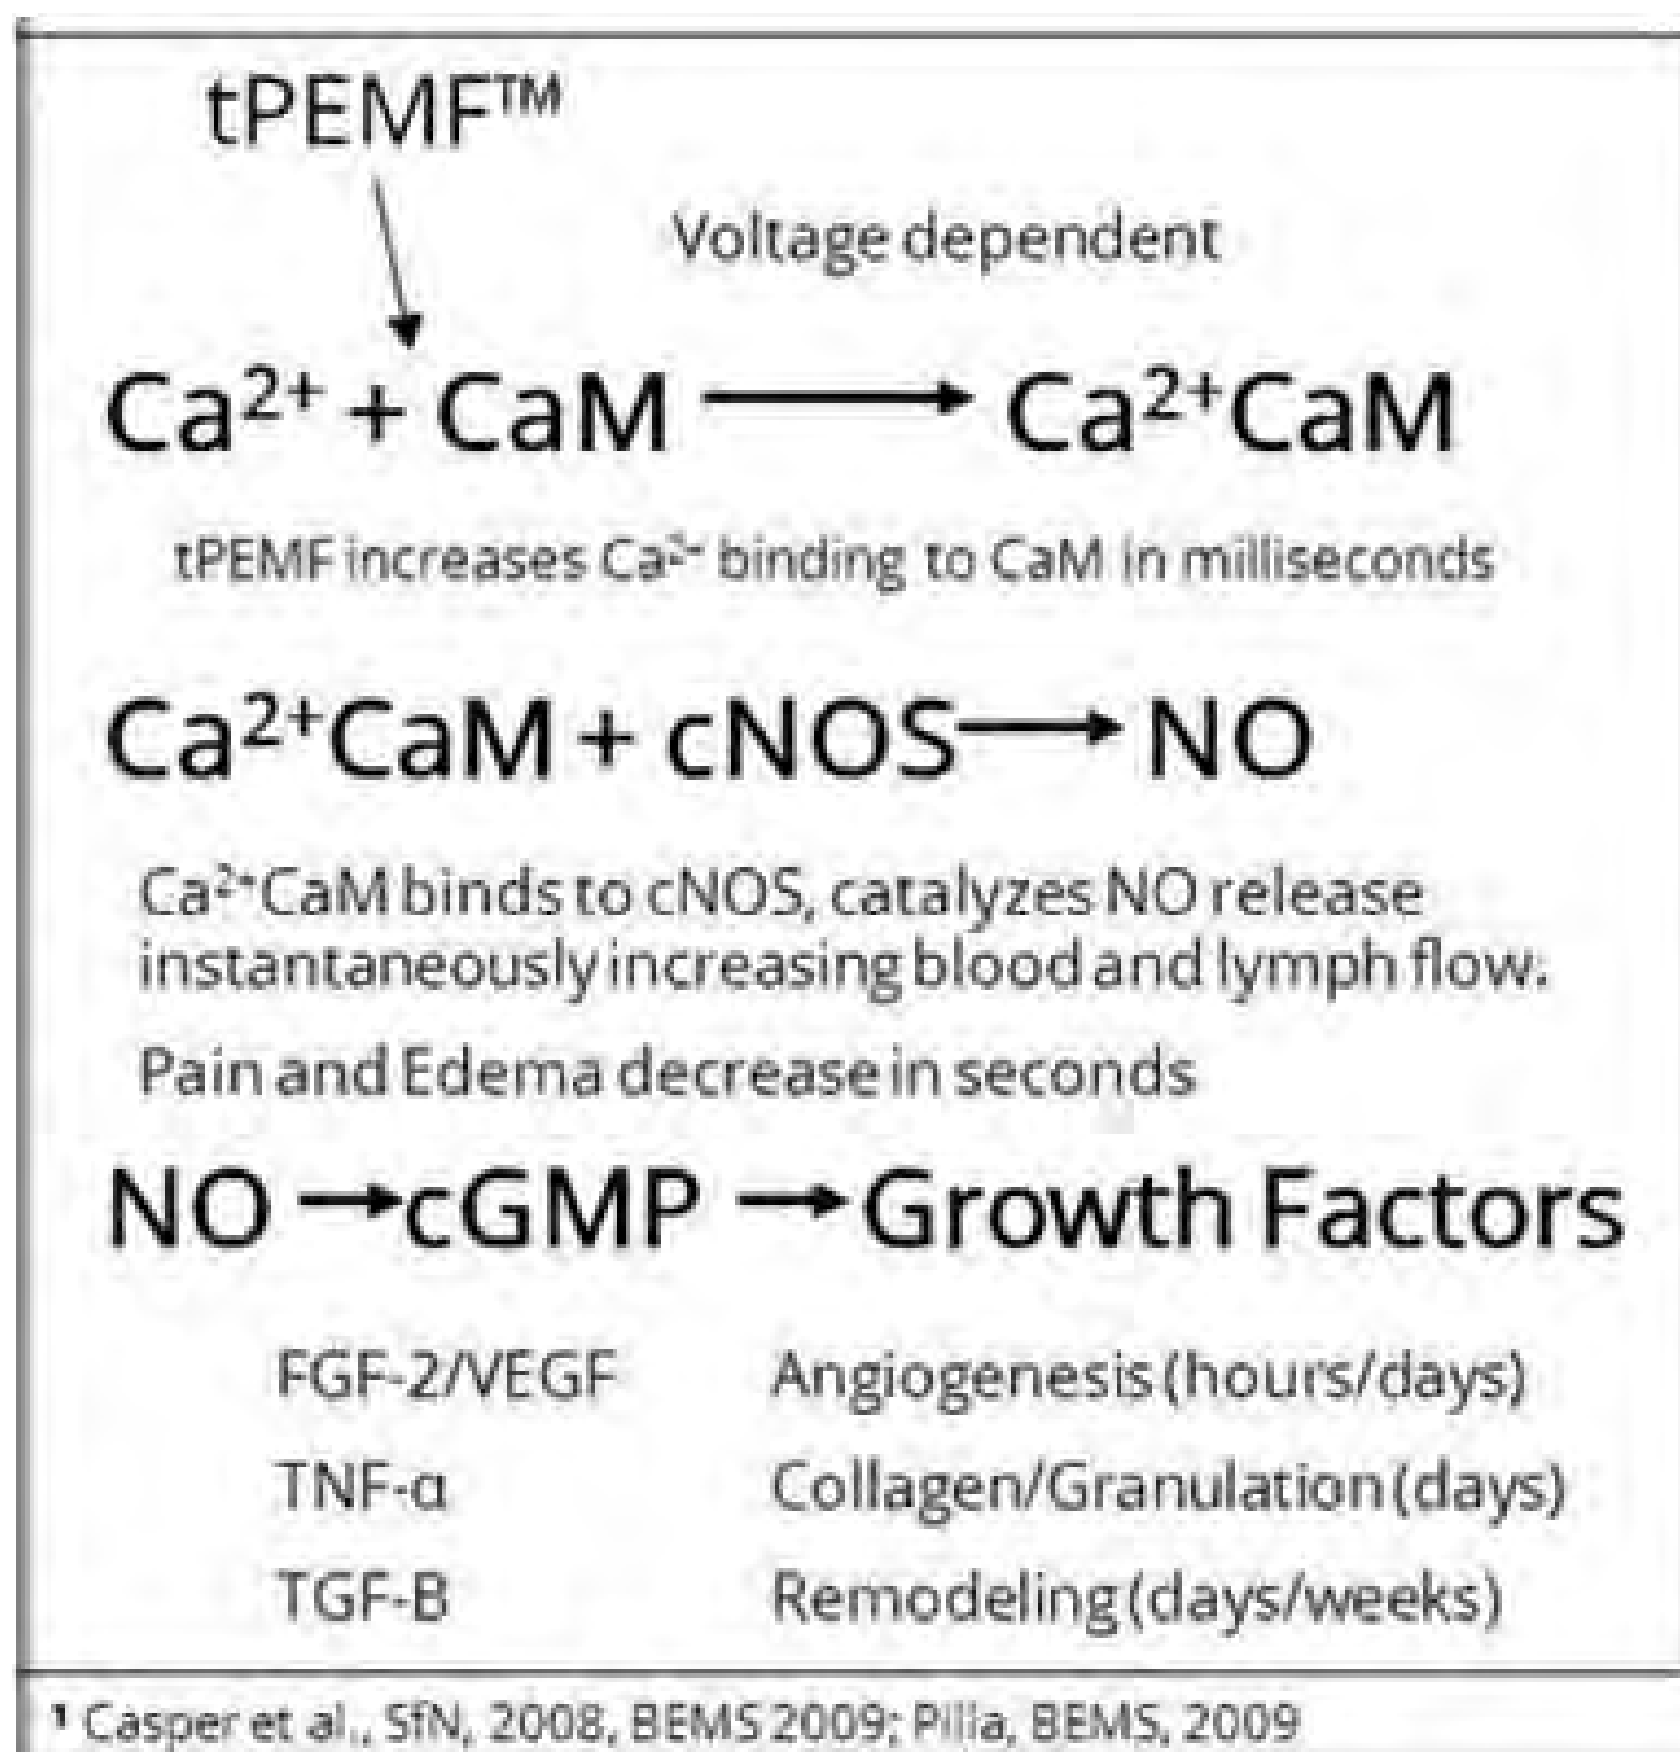 tPEMF™
Voltage dependent
Ca²⁺ + CaM → Ca²⁺CaM
tPEMF increases Ca²⁺ binding to CaM in milliseconds
Ca²⁺CaM + cNOS → NO
Ca²⁺CaM binds to cNOS, catalyzes NO release
instantaneously increasing blood and lymph flow.
Pain and Edema decrease in seconds
NO → cGMP → Growth Factors
FGF-2/VEGF Angiogenesis (hours/days)
TNF-α Collagen/Granulation (days)
TGF-B Remodeling (days/weeks)
¹ Casper et al., SfN, 2008, BEMS 2009; Pilla, BEMS, 2009